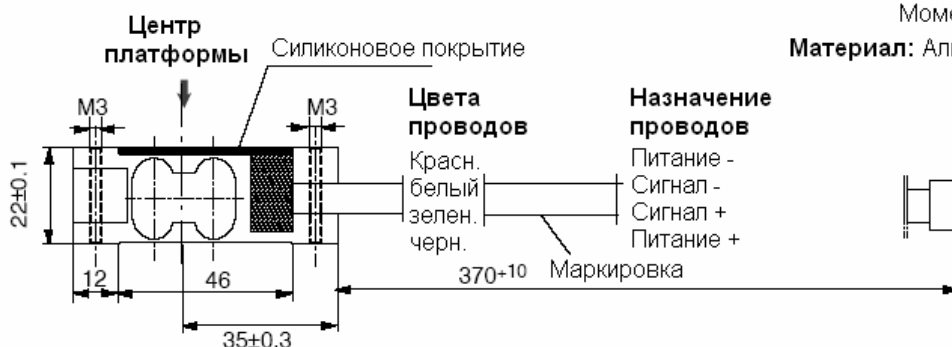 Центр
платформы
Силиконовое покрытие
Моме
Материал: Ал
M3
M3
Цвета
проводов
Назначение
проводов
Красн.
белый
зелен.
черн.
Питание -
Сигнал -
Сигнал +
Питание +
22±0.1
12
46
370+10
Маркировка
35±0.3